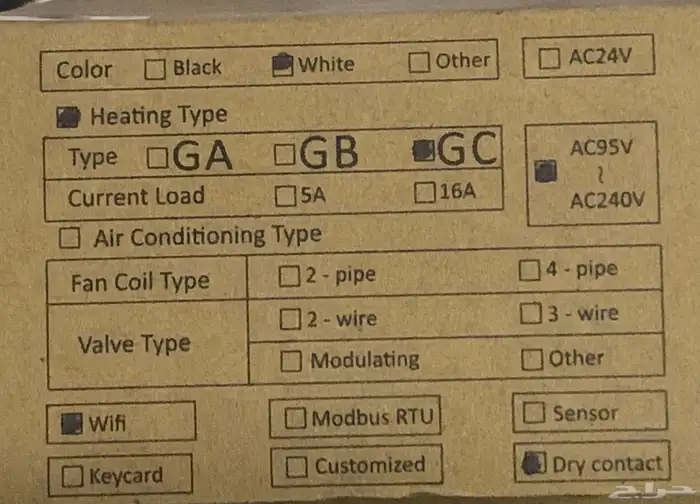 Color Black White Other AC24V
Heating Type
Type GA GB GC
AC95V
~
AC240V
Current Load 5A 16A
Air Conditioning Type
Fan Coil Type 2 - pipe 4 - pipe
Valve Type 2 - wire 3 - wire
Modulating Other
Wifi Modbus RTU Sensor
Keycard Customized Dry contact
حراج